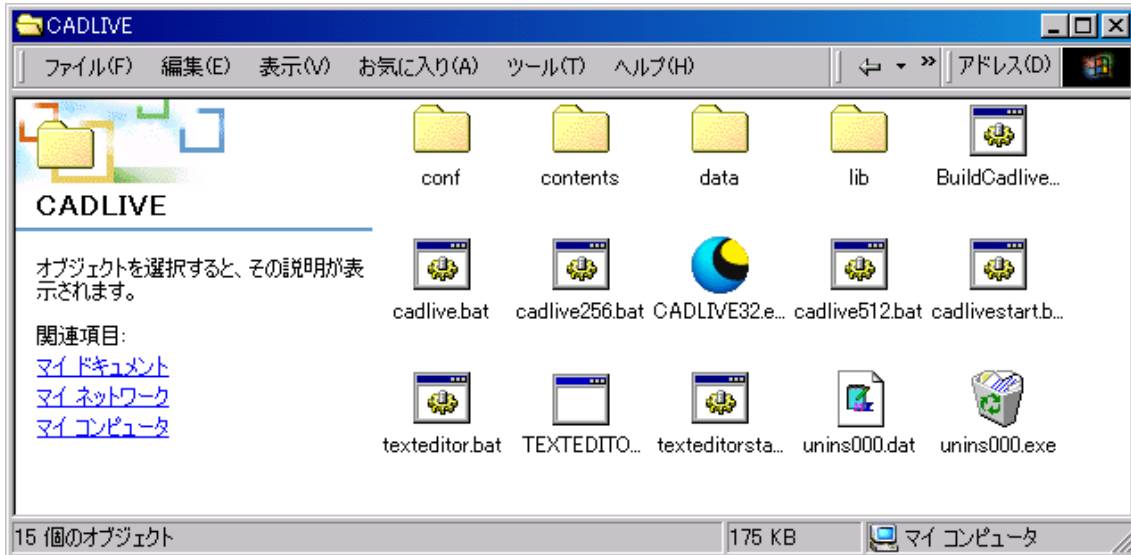 CADLIVE
ファイル(F) 編集(E) 表示(V) お気に入り(A) ツール(T) ヘルプ(H) » アドレス(D)
CADLIVE
オブジェクトを選択すると、その説明が表
示されます。
関連項目:
マイ ドキュメント
マイ ネットワーク
マイ コンピュータ
conf contents data lib BuildCadlive...
cadlive.bat cadlive256.bat CADLIVE32.e... cadlive512.bat cadlivestart.b...
texteditor.bat TEXTEDITO... texteditorsta... unins000.dat unins000.exe
15 個のオブジェクト 175 KB マイ コンピュータ